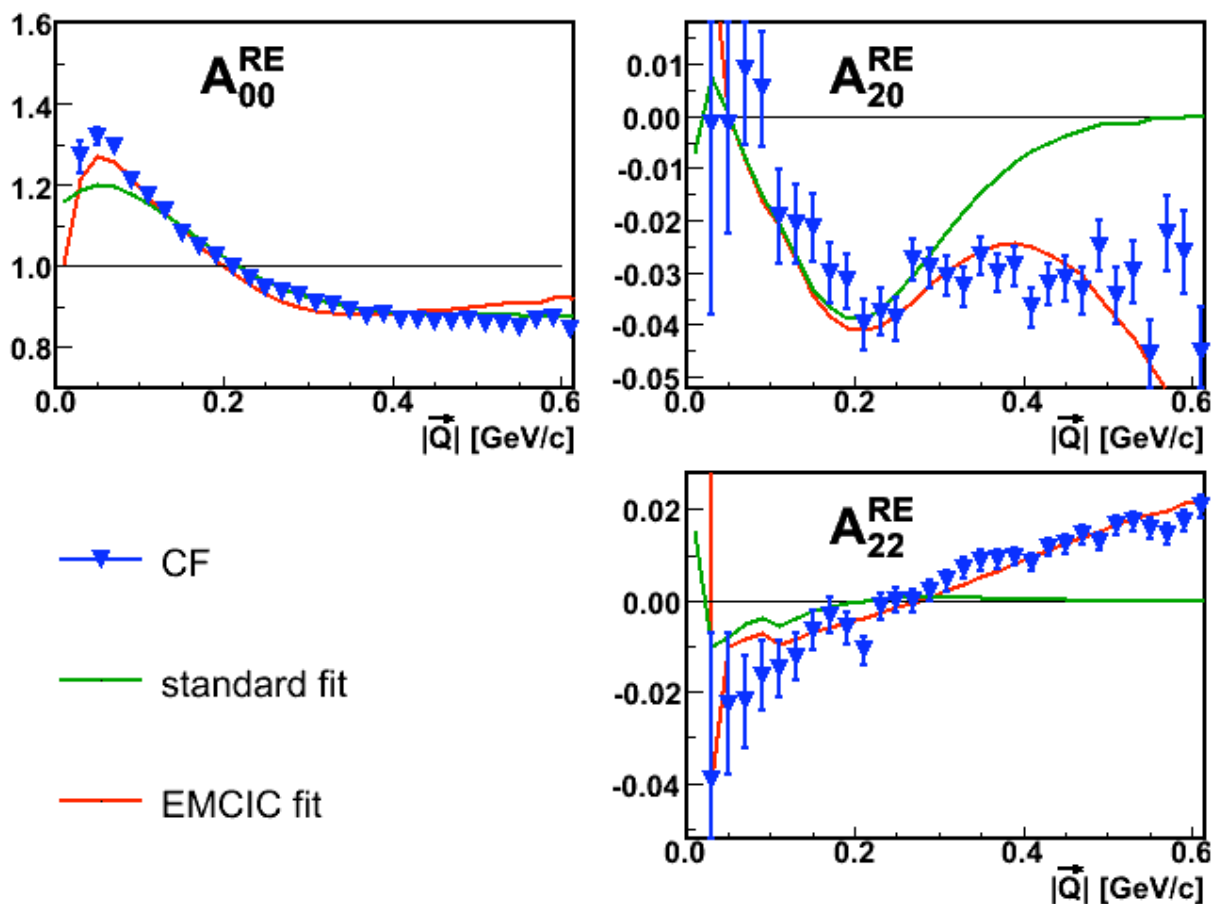 A₀₀ᴿᴱ
1.6
1.4
1.2
1.0
0.8
0.0 0.2 0.4 0.6
|Q⃗| [GeV/c]
A₂₀ᴿᴱ
0.01
0.00
-0.01
-0.02
-0.03
-0.04
-0.05
0.0 0.2 0.4 0.6
|Q⃗| [GeV/c]
CF
standard fit
EMCIC fit
A₂₂ᴿᴱ
0.02
0.00
-0.02
-0.04
0.0 0.2 0.4 0.6
|Q⃗| [GeV/c]